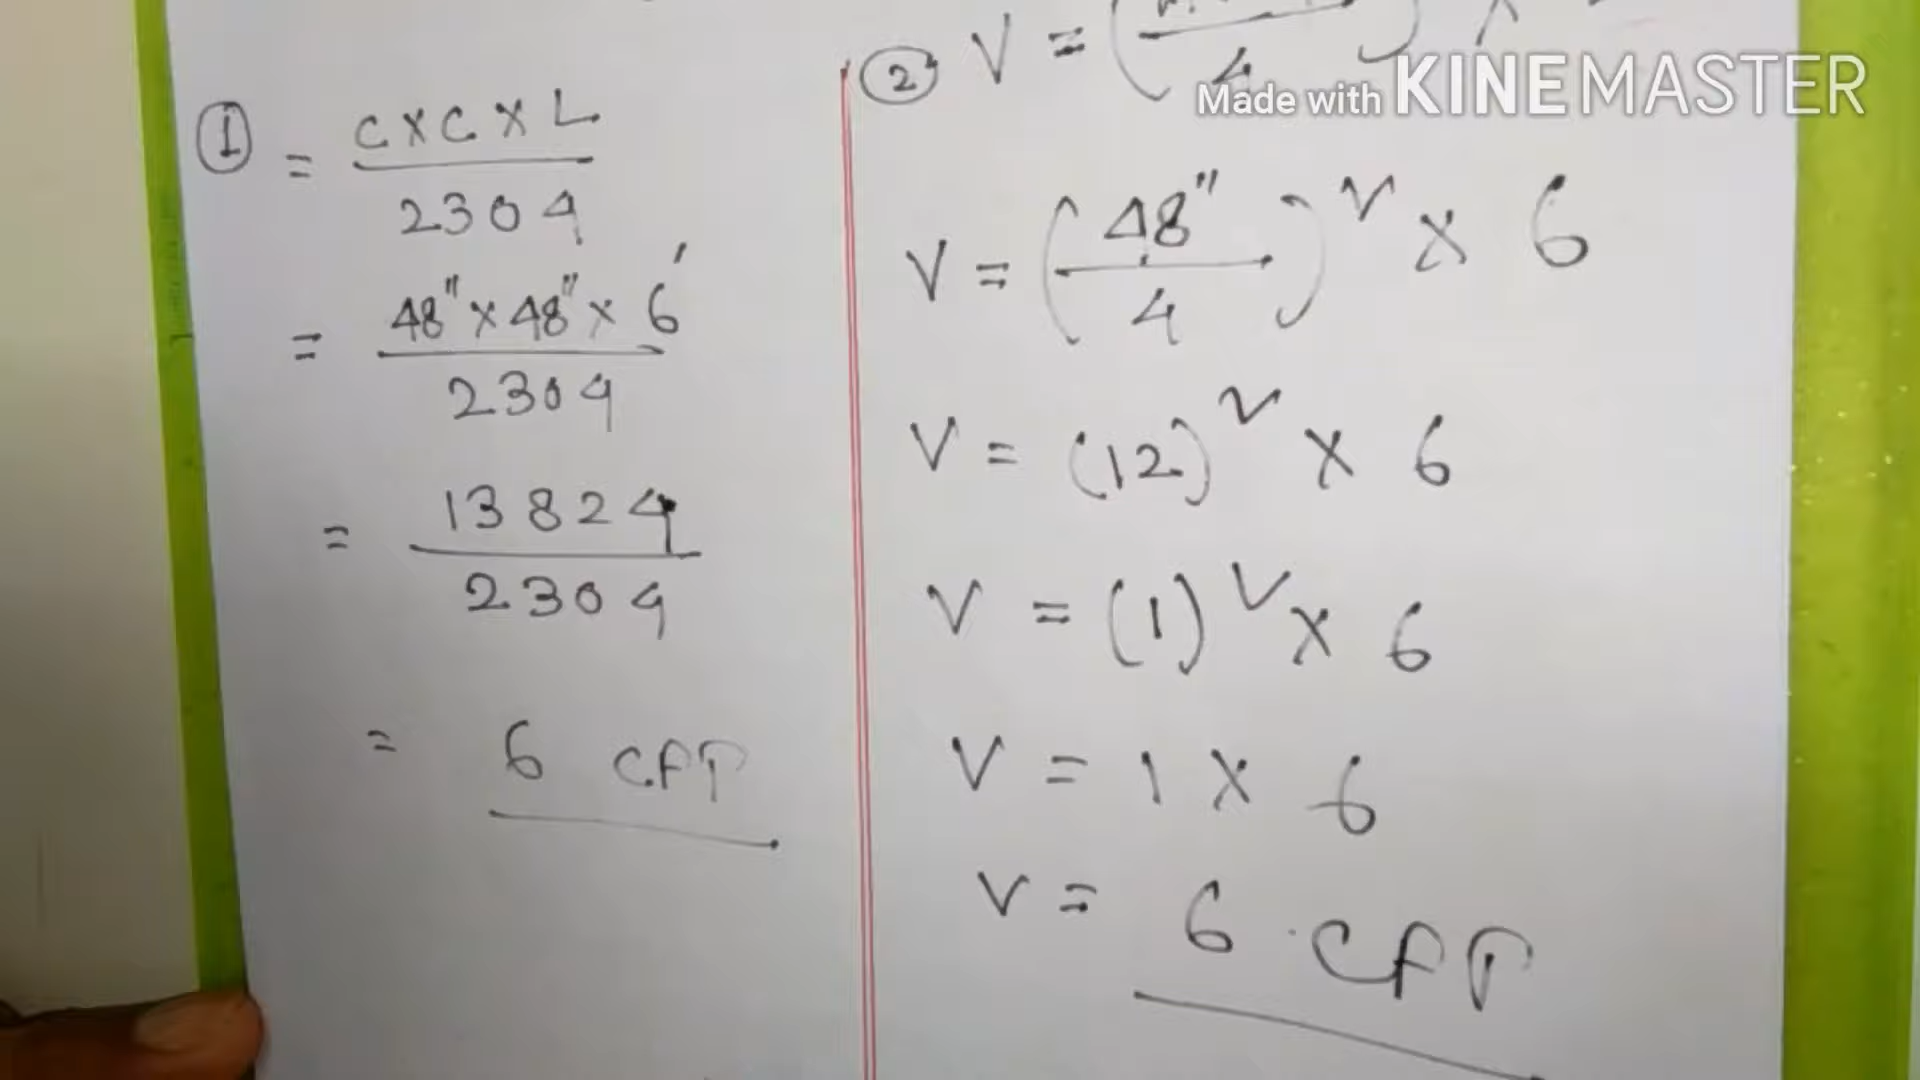 ① = C X C X L / 2304
= 48" x 48" x 6' / 2304
= 13824 / 2304
= 6 CFT
② V = ( / 4 ) X
Made with KINEMASTER
V = ( 48" / 4 )² x 6
V = (12)² x 6
V = (1)² x 6
V = 1 x 6
V = 6 CFT